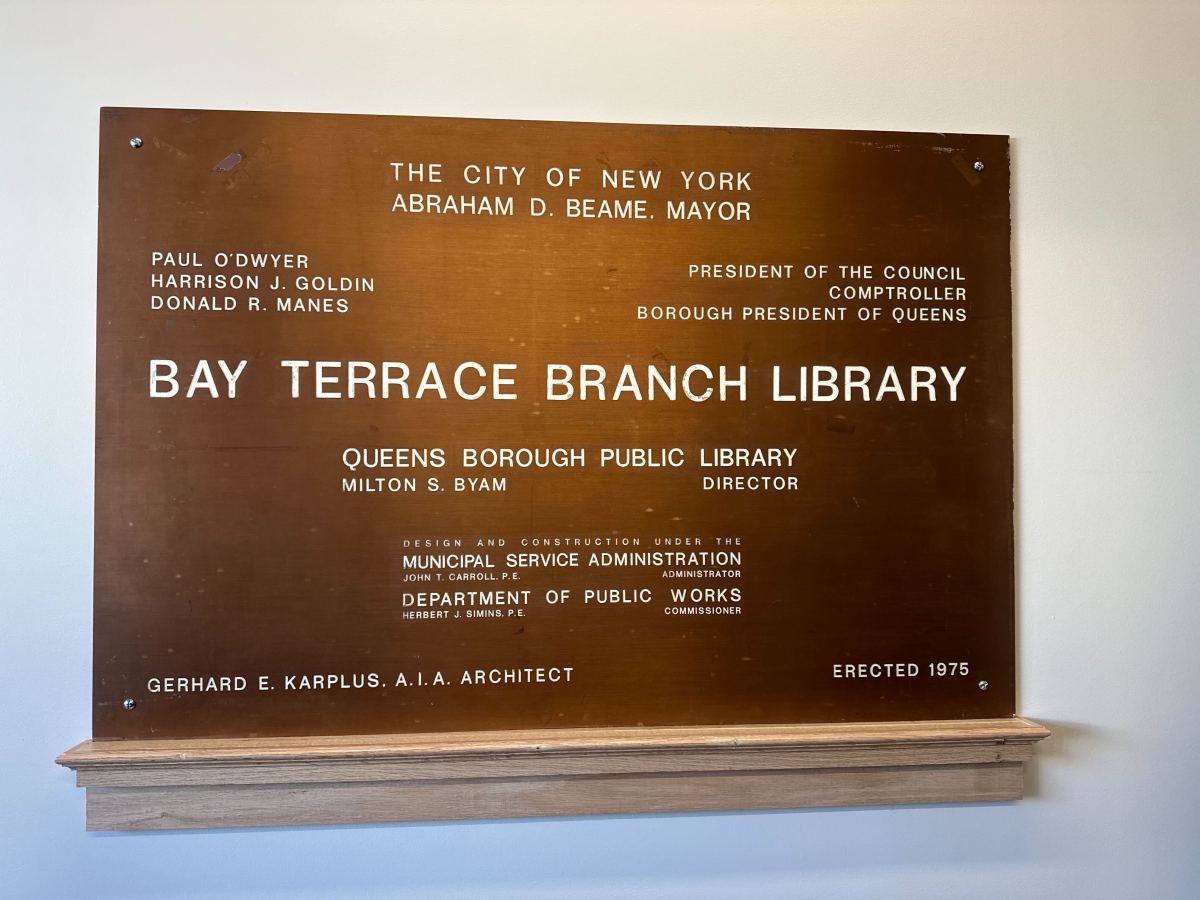 THE CITY OF NEW YORK
ABRAHAM D. BEAME. MAYOR
PAUL O'DWYER PRESIDENT OF THE COUNCIL
HARRISON J. GOLDIN COMPTROLLER
DONALD R. MANES BOROUGH PRESIDENT OF QUEENS
BAY TERRACE BRANCH LIBRARY
QUEENS BOROUGH PUBLIC LIBRARY
MILTON S. BYAM DIRECTOR
DESIGN AND CONSTRUCTION UNDER THE
MUNICIPAL SERVICE ADMINISTRATION
JOHN T. CARROLL. P.E. ADMINISTRATOR
DEPARTMENT OF PUBLIC WORKS
HERBERT J. SIMINS. P.E. COMMISSIONER
GERHARD E. KARPLUS. A.I.A. ARCHITECT ERECTED 1975